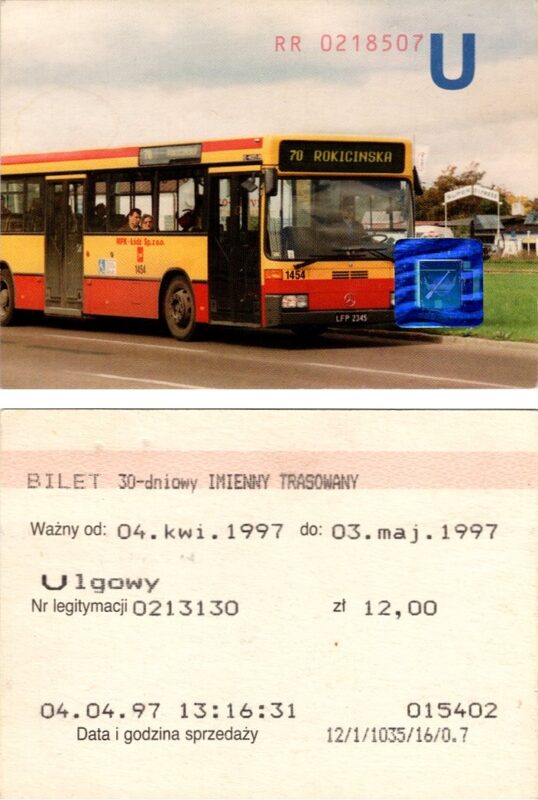 RR 0218507
U
70 ROKICIŃSKA
70
MPK-Łódź Sp.z o.o.
1454
1454
LFP 2345
BILET 30-dniowy IMIENNY TRASOWANY
Ważny od: 04.kwi.1997 do: 03.maj.1997
Ulgowy
Nr legitymacji 0213130 zł 12,00
04.04.97 13:16:31 015402
Data i godzina sprzedaży 12/1/1035/16/0.7